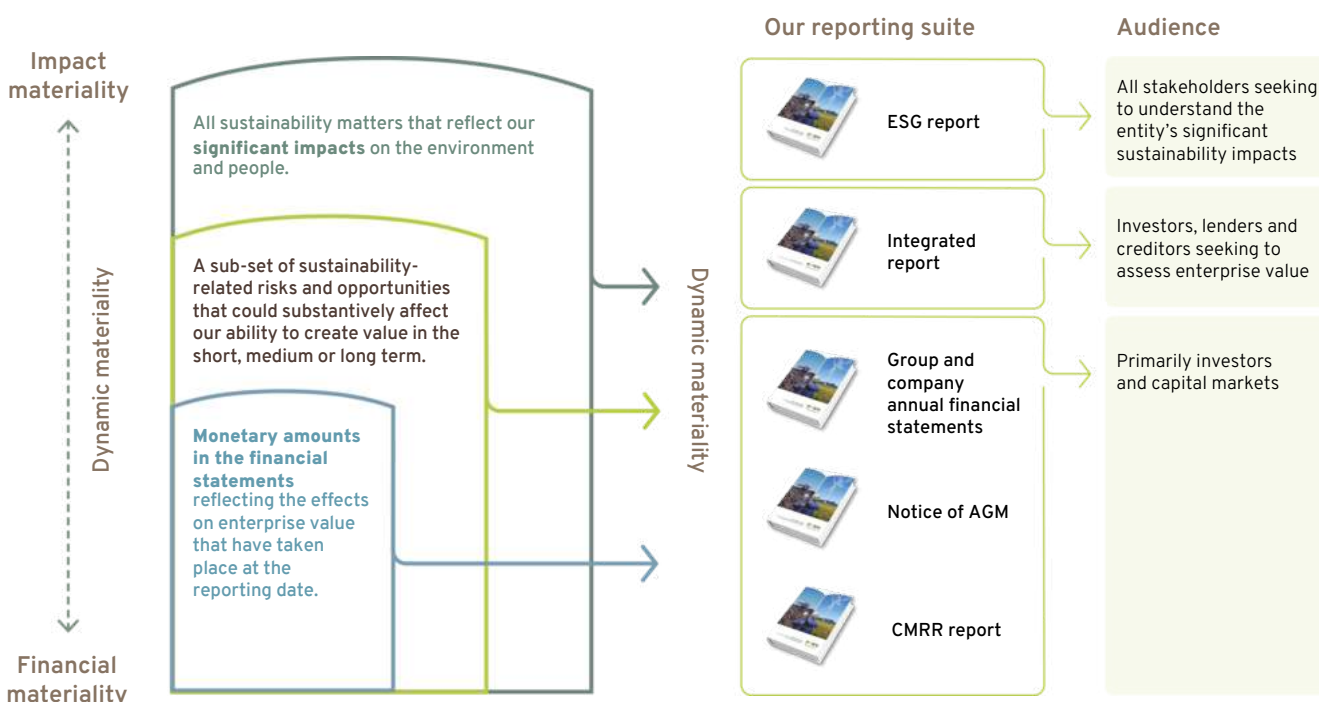 Impact
materiality
Dynamic materiality
Financial
materiality
All sustainability matters that reflect our
significant impacts on the environment
and people.
A sub-set of sustainability-
related risks and opportunities
that could substantively affect
our ability to create value in the
short, medium or long term.
Monetary amounts
in the financial
statements
reflecting the effects
on enterprise value
that have taken
place at the
reporting date.
Dynamic materiality
Our reporting suite
ESG report
Integrated
report
Group and
company
annual financial
statements
Notice of AGM
CMRR report
Audience
All stakeholders seeking
to understand the
entity’s significant
sustainability impacts
Investors, lenders and
creditors seeking to
assess enterprise value
Primarily investors
and capital markets